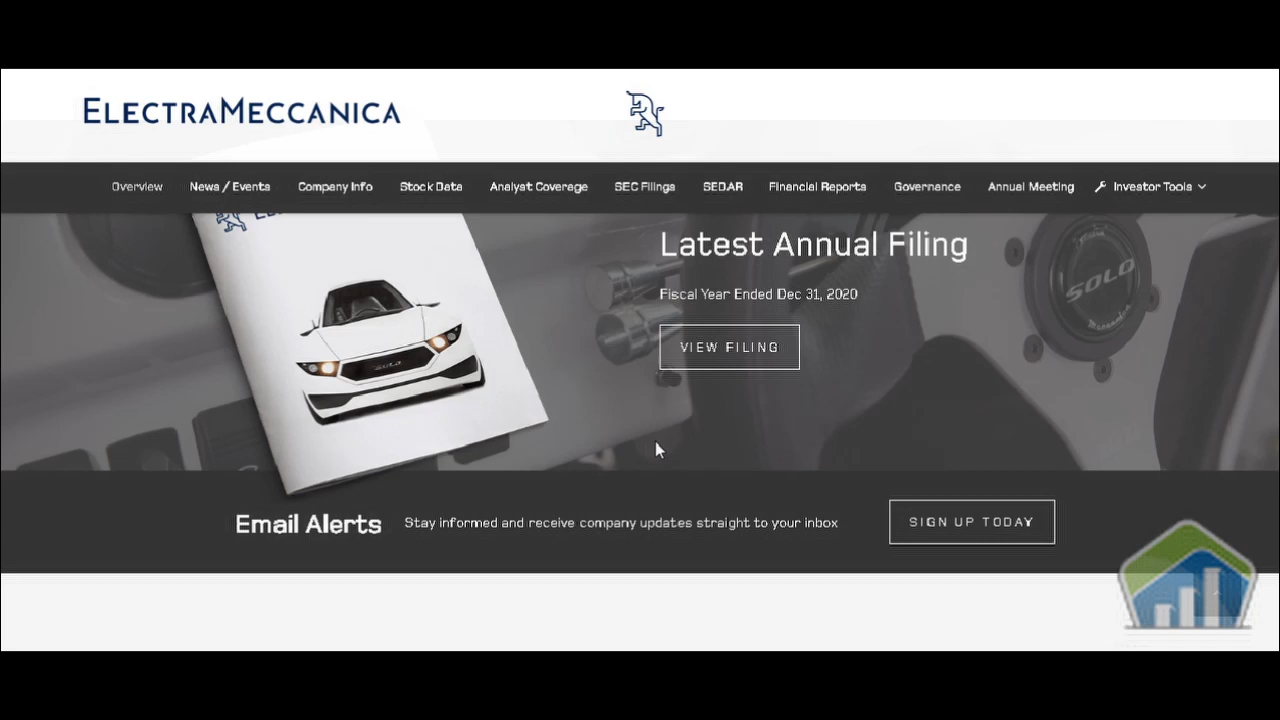 ELECTRAMECCANICA
Overview News / Events Company Info Stock Data Analyst Coverage SEC Filings SEDAR Financial Reports Governance Annual Meeting Investor Tools
Latest Annual Filing
Fiscal Year Ended Dec 31, 2020
VIEW FILING
SOLO
SOLO
Email Alerts Stay informed and receive company updates straight to your inbox SIGN UP TODAY